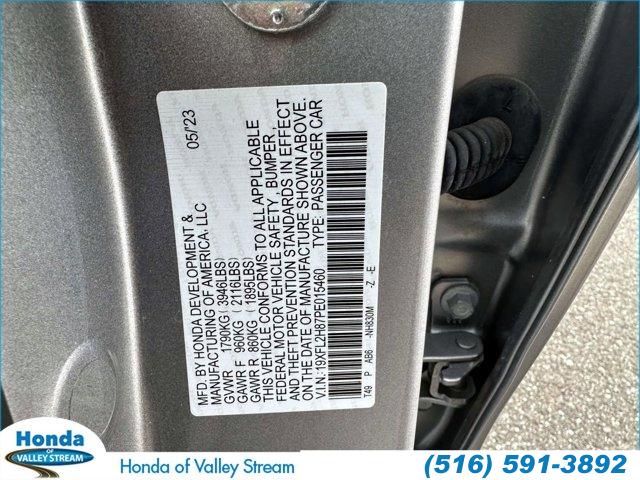 MFD. BY HONDA DEVELOPMENT &
MANUFACTURING OF AMERICA, LLC
05/'23
GVWR 1790KG ( 3946LBS)
GAWR F 960KG ( 2116LBS)
GAWR R 860KG ( 1895LBS)
THIS VEHICLE CONFORMS TO ALL APPLICABLE
FEDERAL MOTOR VEHICLE SAFETY, BUMPER ,
AND THEFT PREVENTION STANDARDS IN EFFECT
ON THE DATE OF MANUFACTURE SHOWN ABOVE.
V.I.N.: 19XFL2H87PE015460 TYPE: PASSENGER CAR
T49 P AB6 -NH830M -Z -E
Honda
of
VALLEY STREAM
Honda of Valley Stream
(516) 591-3892